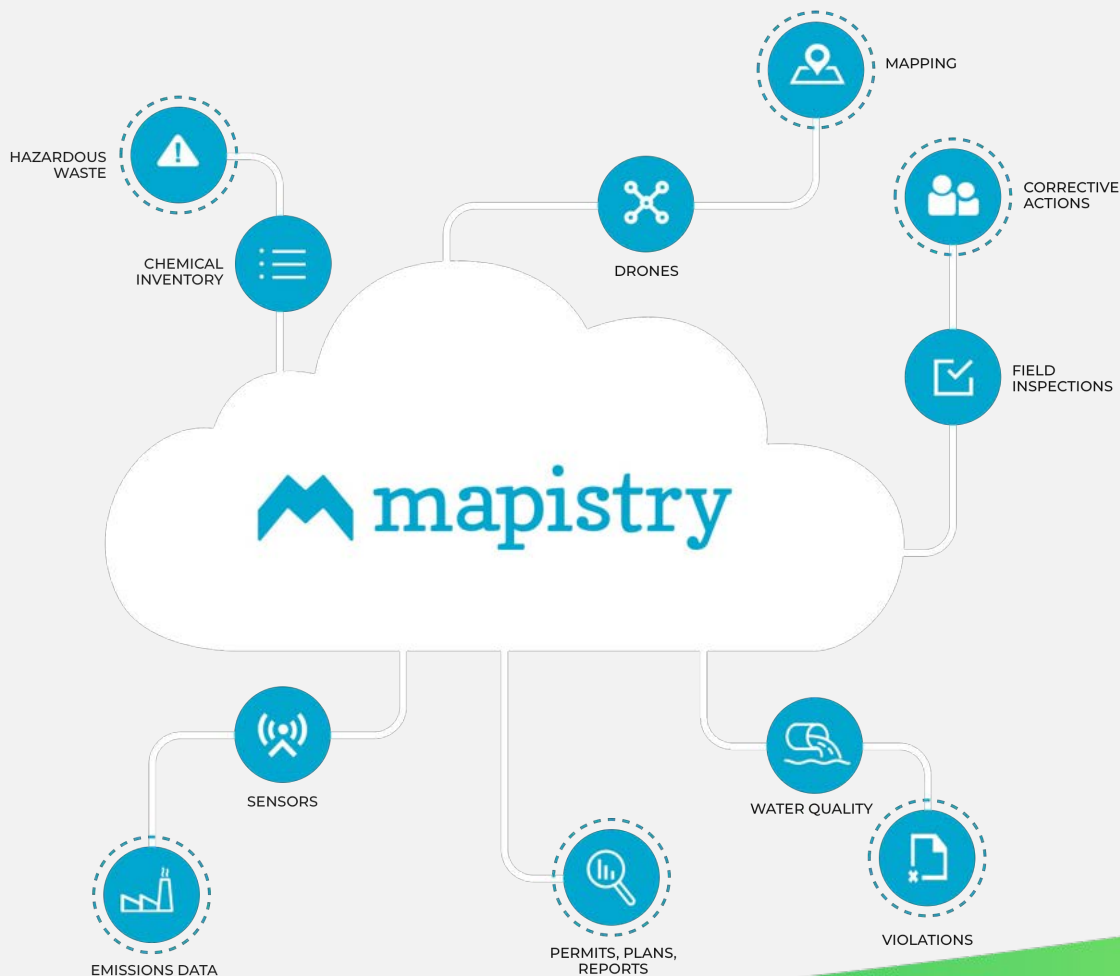 MAPPING
HAZARDOUS
WASTE
CORRECTIVE
ACTIONS
CHEMICAL
INVENTORY
DRONES
FIELD
INSPECTIONS
mapistry
SENSORS
WATER QUALITY
VIOLATIONS
PERMITS, PLANS,
REPORTS
EMISSIONS DATA